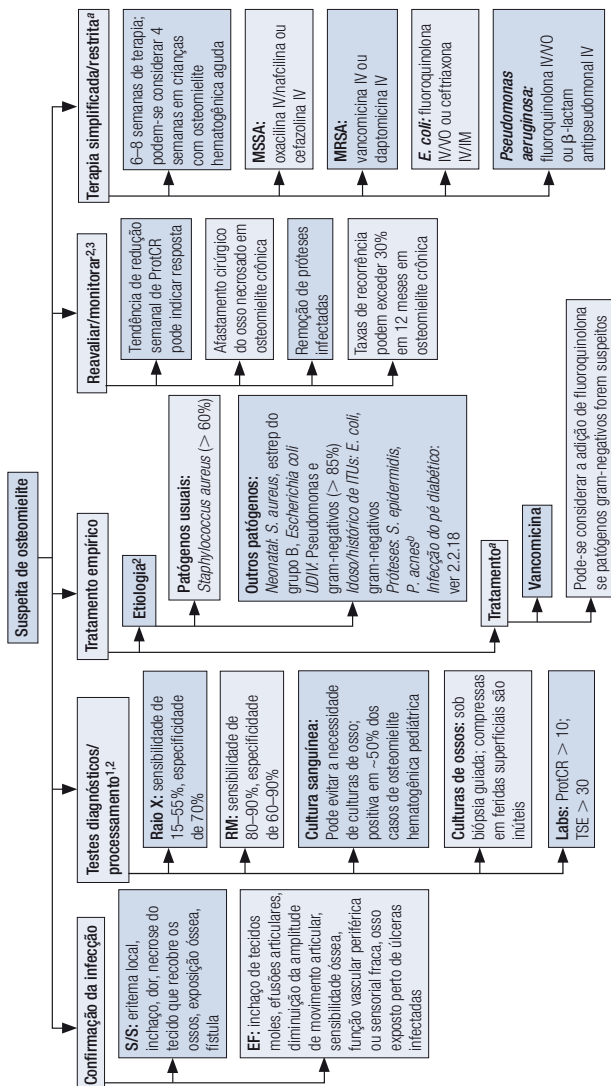 Suspeita de osteomielite
Confirmação da infecção
S/S: eritema local,
inchaço, dor, necrose do
tecido que recobre os
ossos, exposição óssea,
fístula
EF: inchaço de tecidos
moles, efusões articulares,
diminuição da amplitude
de movimento articular,
sensibilidade óssea,
função vascular periférica
ou sensorial fraca, osso
exposto perto de úlceras
infectadas
Testes diagnósticos/
processamento1,2
Raio X: sensibilidade de
15–55%, especificidade
de 70%
RM: sensibilidade de
80–90%, especificidade
de 60–90%
Cultura sanguínea:
Pode evitar a necessidade
de culturas de osso;
positiva em ~50% dos
casos de osteomielite
hematogênica pediátrica
Culturas de ossos: sob
biópsia guiada; compressas
em feridas superficiais são
inúteis
Labs: ProtCR > 10;
TSE > 30
Tratamento empírico
Etiologia2
Patógenos usuais:
Staphylococcus aureus (> 60%)
Outros patógenos:
Neonatal: S. aureus, estrep do
grupo B, Escherichia coli
UDIV: Pseudomonas e
gram-negativos (> 85%)
Idoso/histórico de ITUs: E. coli,
gram-negativos
Próteses: S. epidermidis,
P. acnesb
Infecção do pé diabético:
ver 2.2.18
Tratamentoa
Vancomicina
Pode-se considerar a adição de fluoroquinolona
se patógenos gram-negativos forem suspeitos
Reavaliar/monitorar2,3
Tendência de redução
semanal de ProtCR
pode indicar resposta
Afastamento cirúrgico
do osso necrosado em
osteomielite crônica
Remoção de próteses
infectadas
Taxas de recorrência
podem exceder 30%
em 12 meses em
osteomielite crônica
Terapia simplificada/restritaa
6–8 semanas de terapia;
podem-se considerar 4
semanas em crianças
com osteomielite
hematogênica aguda
MSSA:
oxacilina IV/nafcilina ou
cefazolina IV
MRSA:
vancomicina IV ou
daptomicina IV
E. coli: fluoroquinolona
IV/VO ou ceftriaxona
IV/IM
Pseudomonas
aeruginosa:
fluoroquinolona IV/VO
ou β-lactam
antipseudomonal IV